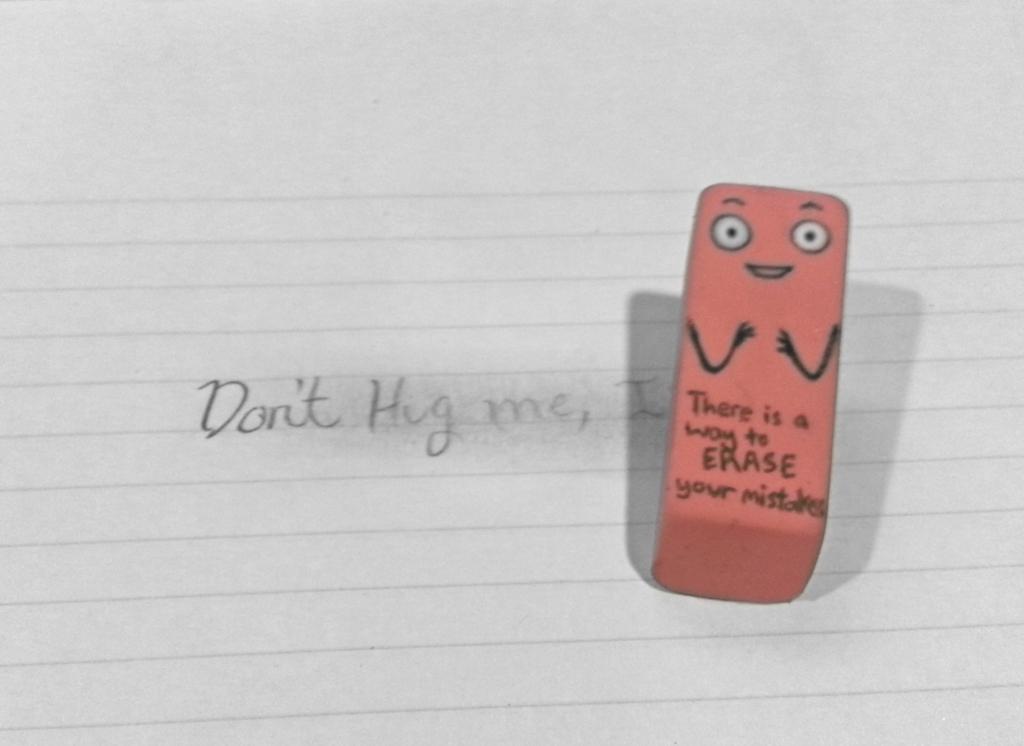 Don't Hug me, I
There is a
way to
ERASE
your mistakes